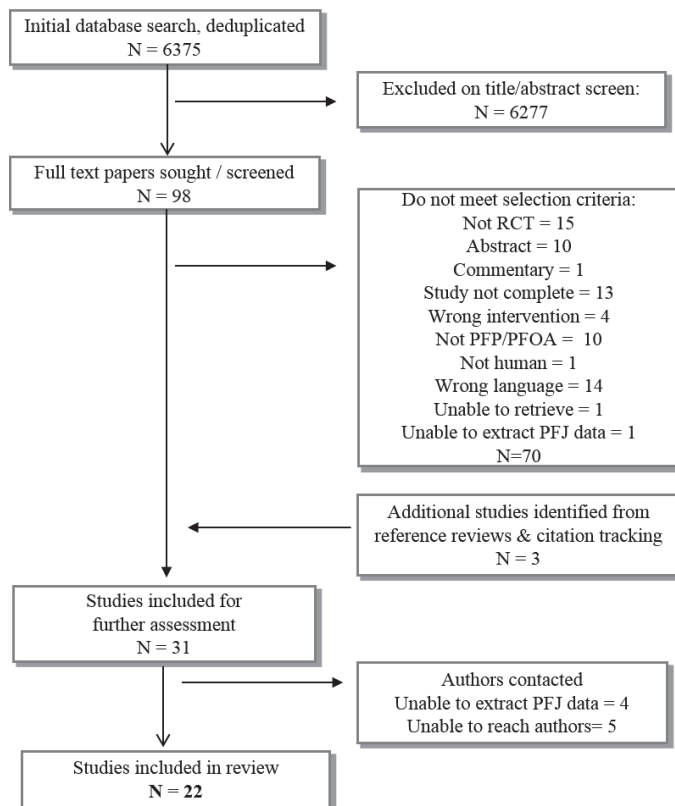 Initial database search, deduplicated
N = 6375
Excluded on title/abstract screen:
N = 6277
Full text papers sought / screened
N = 98
Do not meet selection criteria:
Not RCT = 15
Abstract = 10
Commentary = 1
Study not complete = 13
Wrong intervention = 4
Not PFP/PFOA =  10
Not human = 1
Wrong language = 14
Unable to retrieve = 1
Unable to extract PFJ data = 1
N=70
Additional studies identified from
reference reviews & citation tracking
N = 3
Studies included for
further assessment
N = 31
Authors contacted
Unable to extract PFJ data = 4
Unable to reach authors= 5
Studies included in review
N = 22